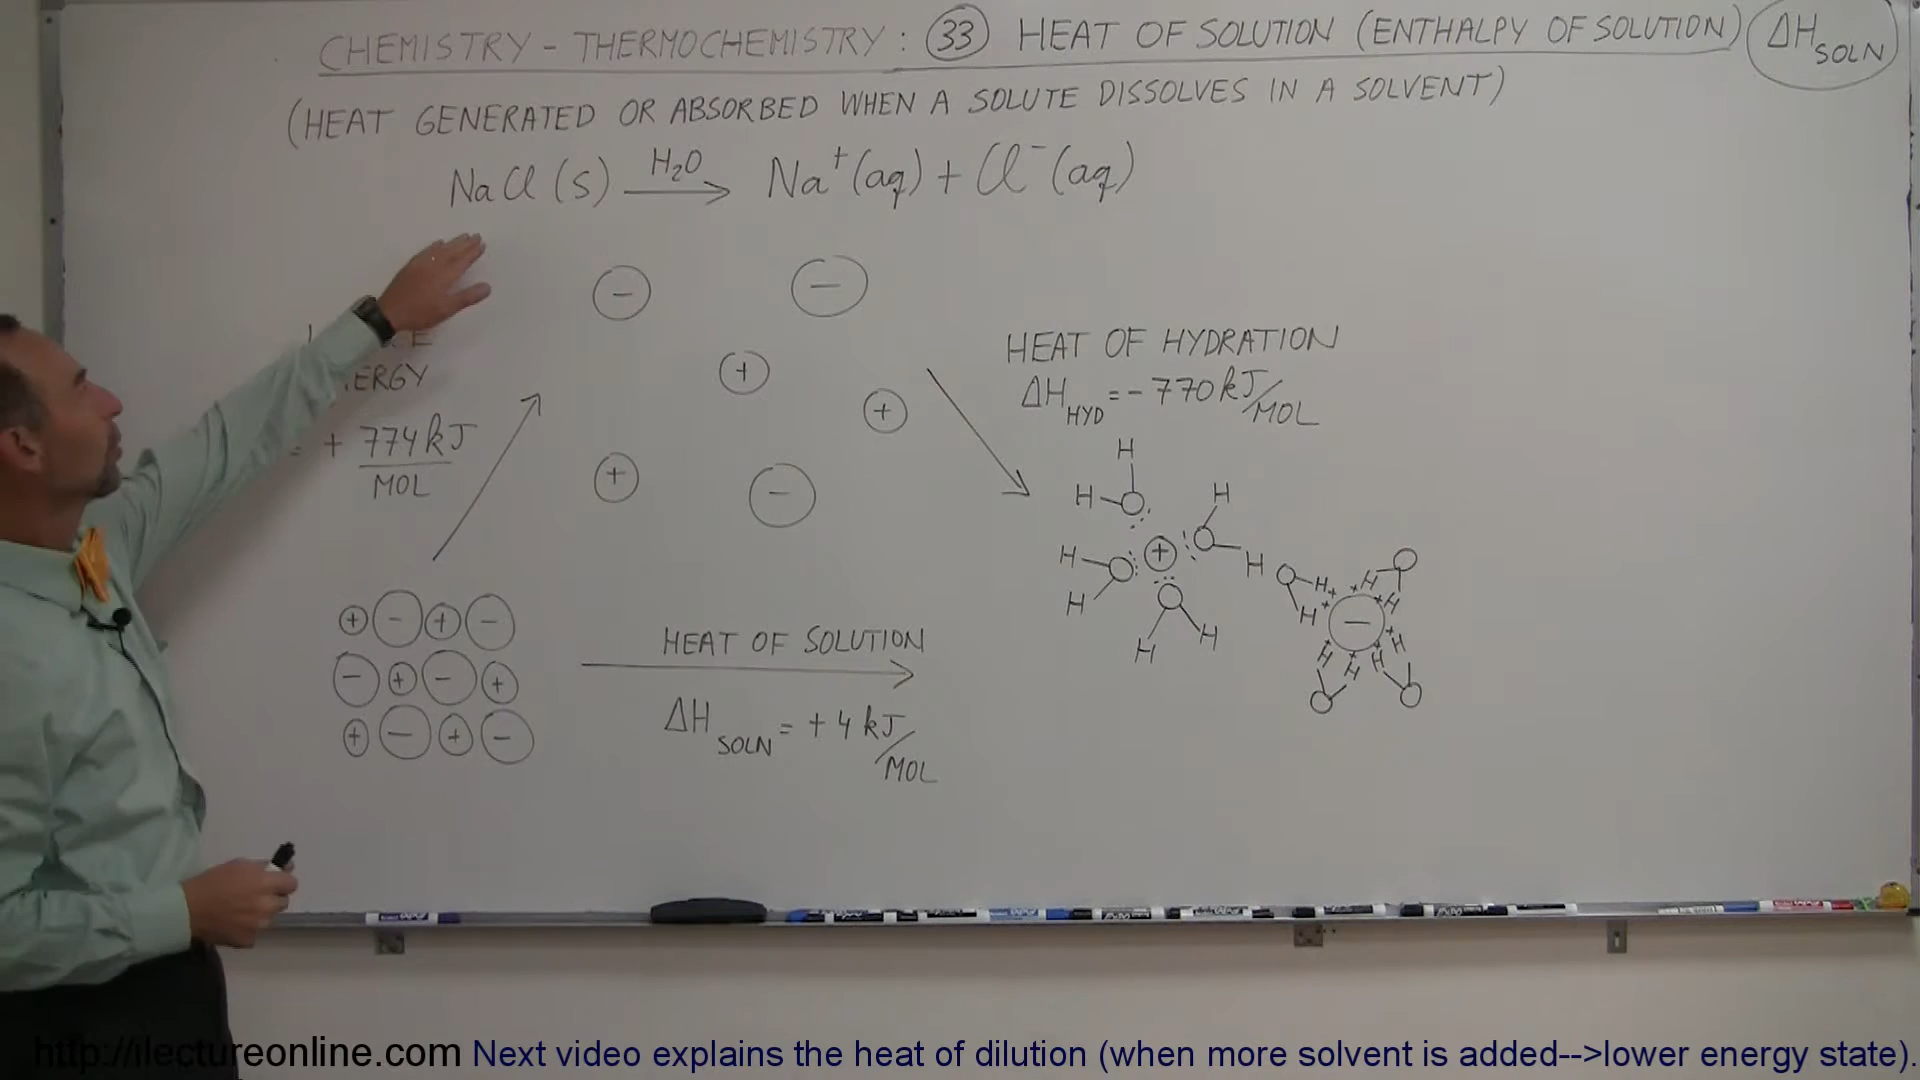 CHEMISTRY - THERMOCHEMISTRY: 33 HEAT OF SOLUTION (ENTHALPY OF SOLUTION) ΔH SOLN
(HEAT GENERATED OR ABSORBED WHEN A SOLUTE DISSOLVES IN A SOLVENT)
NaCl (s) H₂O → Na⁺(aq) + Cl⁻(aq)
= + 774 kJ
MOL
HEAT OF HYDRATION
ΔH HYD = - 770 kJ/MOL
HEAT OF SOLUTION
ΔH SOLN = + 4 kJ/MOL
− −
+
+
+ −
+ − + −
− + − +
+ − + −
H
H O
H
O H
H O +
H
O
H H
O H
H
−
H
H O
H
H
H
H
O O
http://ilectureonline.com Next video explains the heat of dilution (when more solvent is added-->lower energy state).